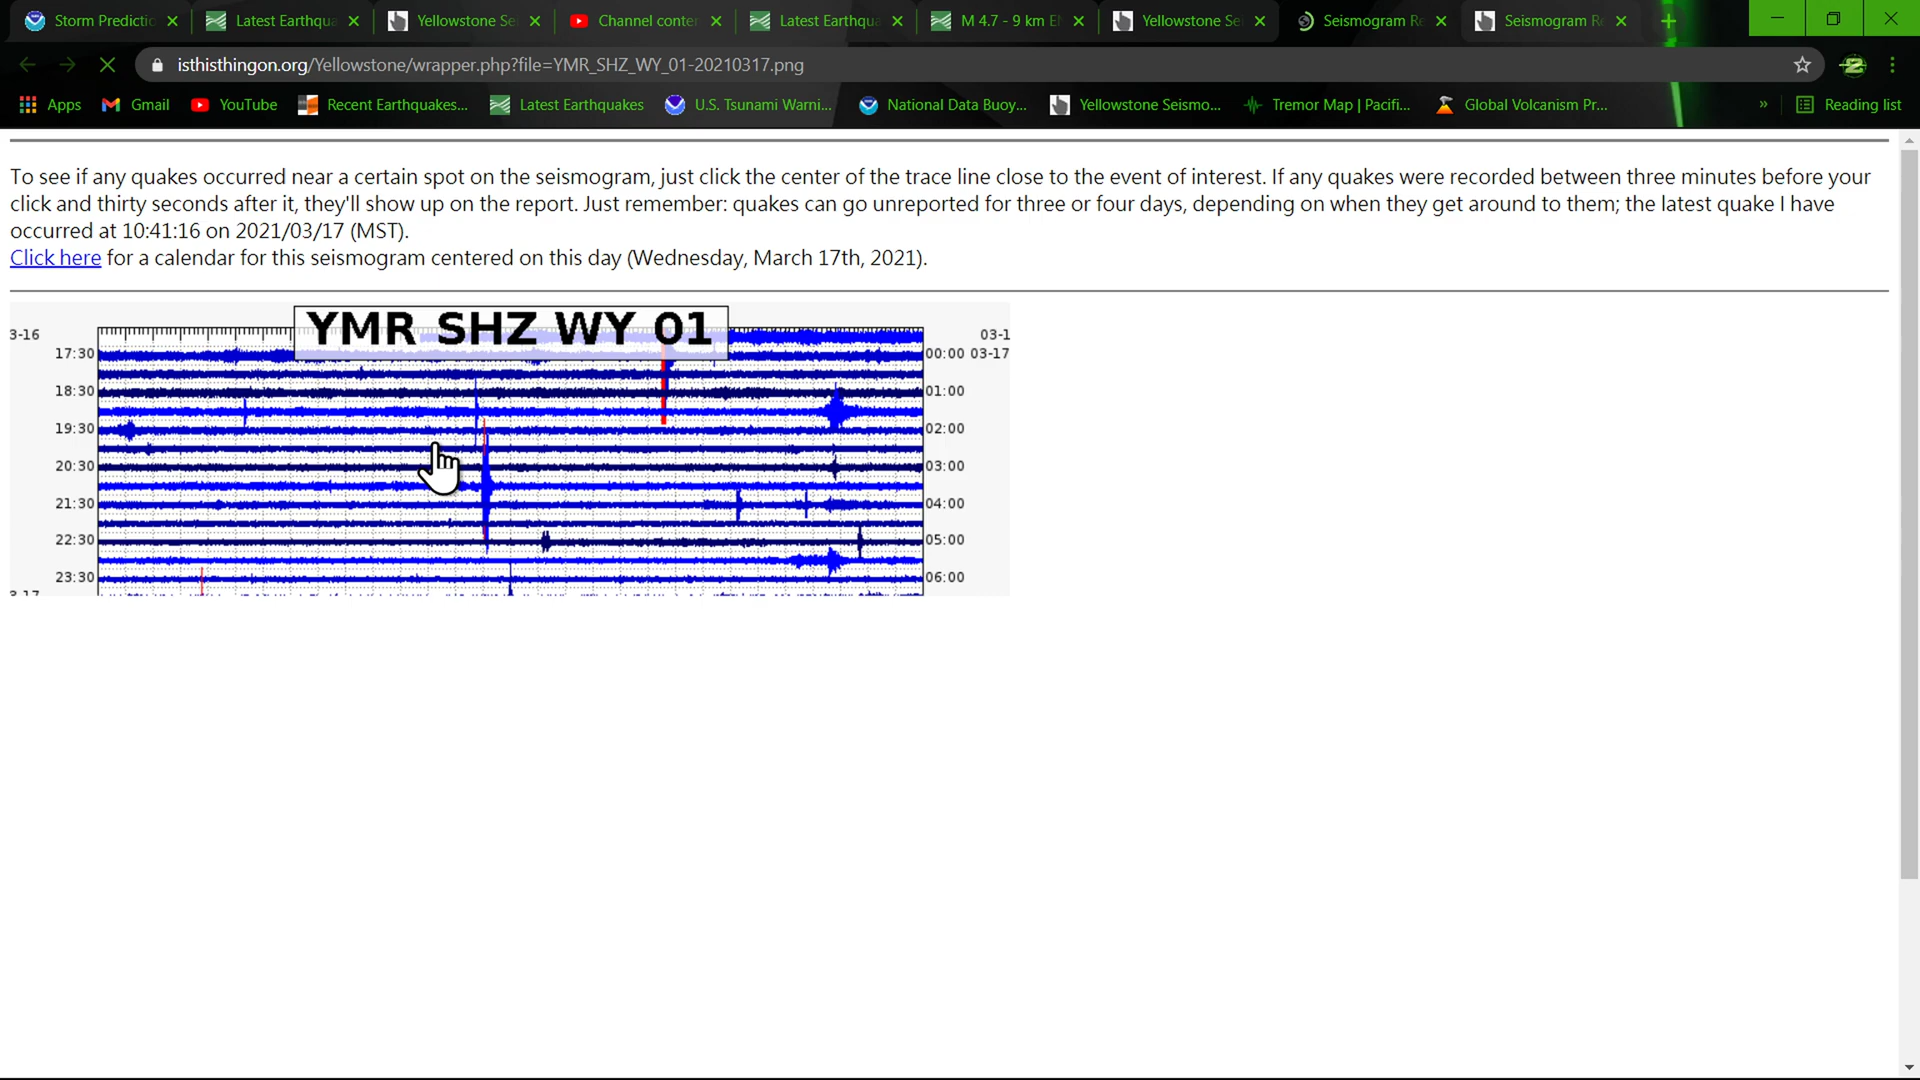 Storm Predictic
Latest Earthqua
Yellowstone Se
Channel conter
Latest Earthqua
M 4.7 - 9 km E
Yellowstone Se
Seismogram Re
Seismogram Re
isthisthingon.org/Yellowstone/wrapper.php?file=YMR_SHZ_WY_01-20210317.png
Apps
Gmail
YouTube
Recent Earthquakes...
Latest Earthquakes
U.S. Tsunami Warni...
National Data Buoy...
Yellowstone Seismo...
Tremor Map | Pacifi...
Global Volcanism Pr...
»
Reading list
To see if any quakes occurred near a certain spot on the seismogram, just click the center of the trace line close to the event of interest. If any quakes were recorded between three minutes before your
click and thirty seconds after it, they'll show up on the report. Just remember: quakes can go unreported for three or four days, depending on when they get around to them; the latest quake I have
occurred at 10:41:16 on 2021/03/17 (MST).
Click here for a calendar for this seismogram centered on this day (Wednesday, March 17th, 2021).
YMR SHZ WY 01
3-16
03-1
17:30
00:00 03-17
18:30
01:00
19:30
02:00
20:30
03:00
21:30
04:00
22:30
05:00
23:30
06:00